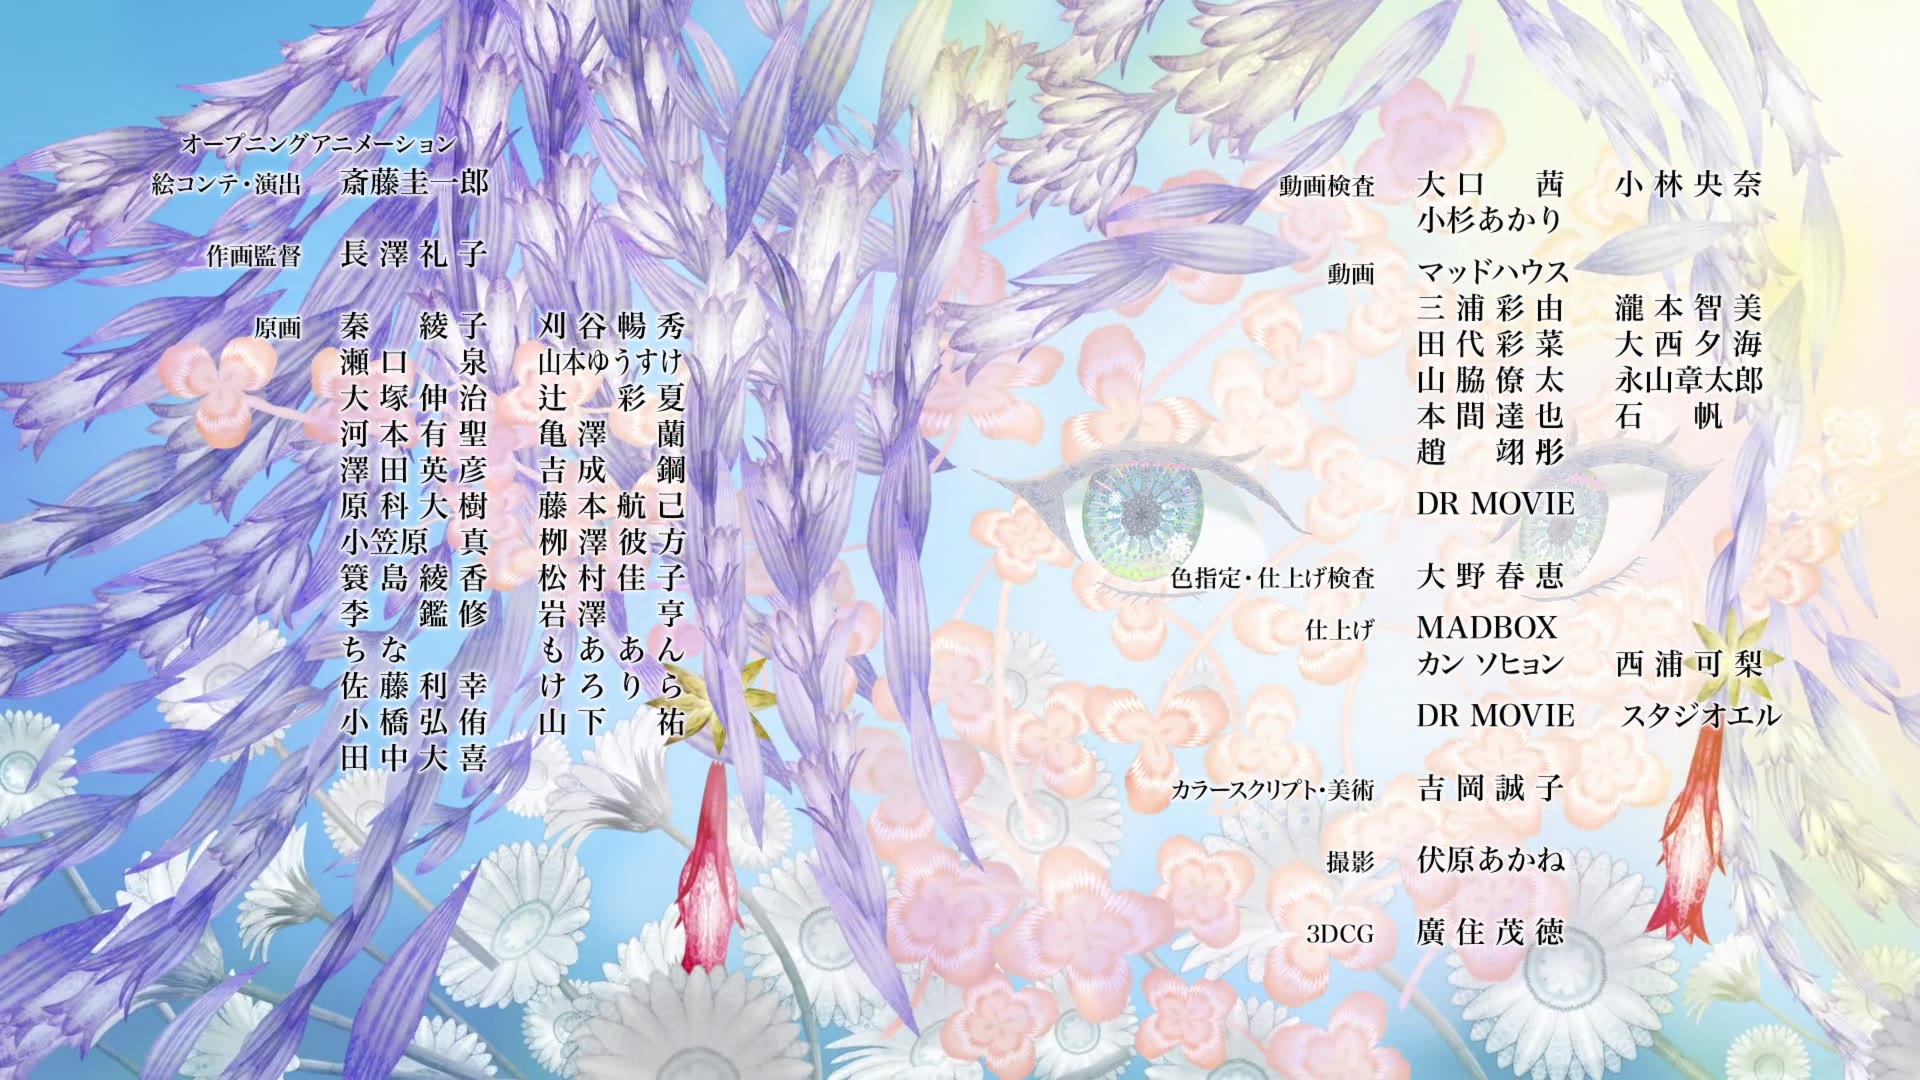 オープニングアニメーション
絵コンテ・演出 斎藤圭一郎
作画監督 長澤礼子
原画 秦綾子 刈谷暢秀
瀬口泉 山本ゆうすけ
大塚伸治 辻彩夏
河本有聖 亀澤蘭
澤田英彦 吉成鋼
原科大樹 藤本航己
小笠原真 栁澤彼方
簑島綾香 松村佳子
李鑑修 岩澤亨
ちな もああん
佐藤利幸 けろりら
小橋弘侑 山下祐
田中大喜
動画検査 大口茜 小林央奈
小杉あかり
動画 マッドハウス
三浦彩由 瀧本智美
田代彩菜 大西夕海
山脇僚太 永山章太郎
本間達也 石帆
趙翊彤
DR MOVIE
色指定・仕上げ検査 大野春恵
仕上げ MADBOX
カン ソヒョン 西浦可梨
DR MOVIE スタジオエル
カラースクリプト・美術 吉岡誠子
撮影 伏原あかね
3DCG 廣住茂徳